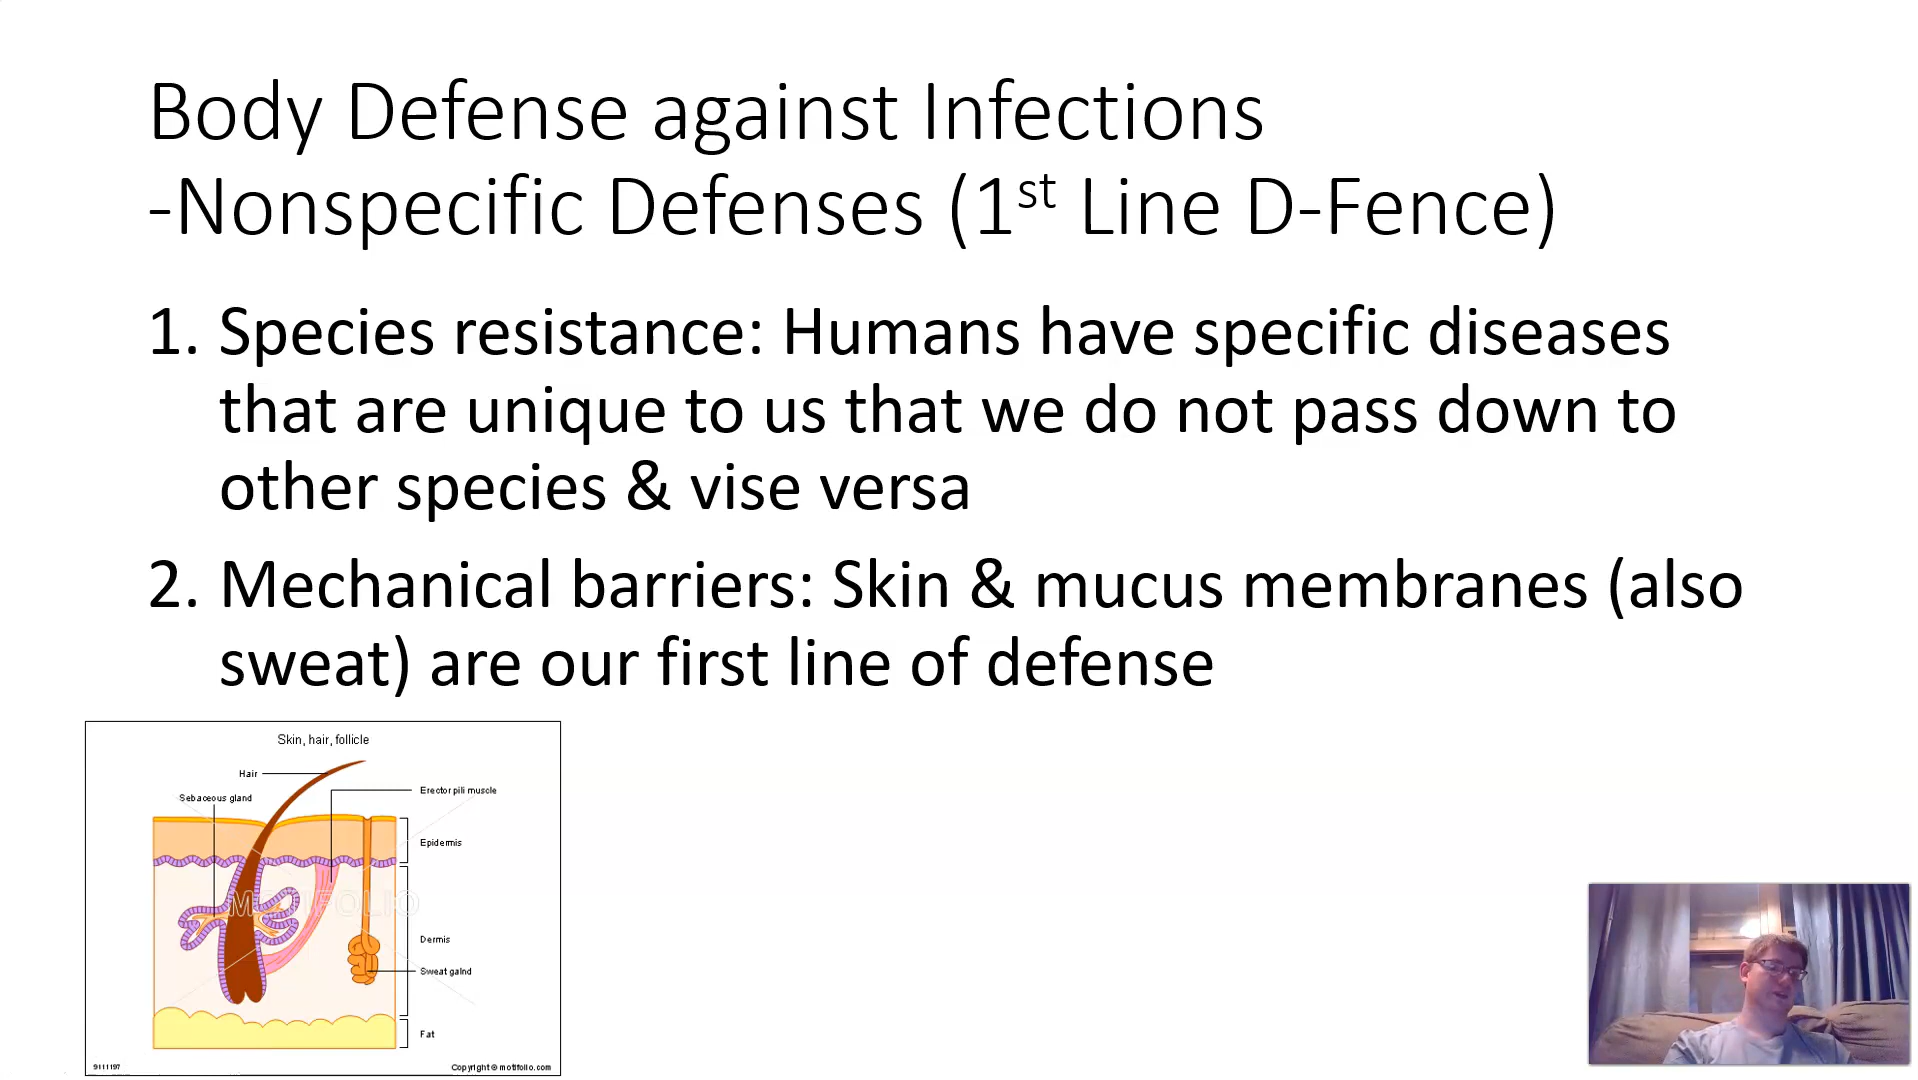 Body Defense against Infections
-Nonspecific Defenses (1st Line D-Fence)
1. Species resistance: Humans have specific diseases
that are unique to us that we do not pass down to
other species & vise versa
2. Mechanical barriers: Skin & mucus membranes (also
sweat) are our first line of defense
Skin, hair, follicle
Hair
Erector pili muscle
Sebaceous gland
Epidermis
MOTIFOLIO
Dermis
Sweat galnd
Fat
9111197
Copyright © motifolio.com